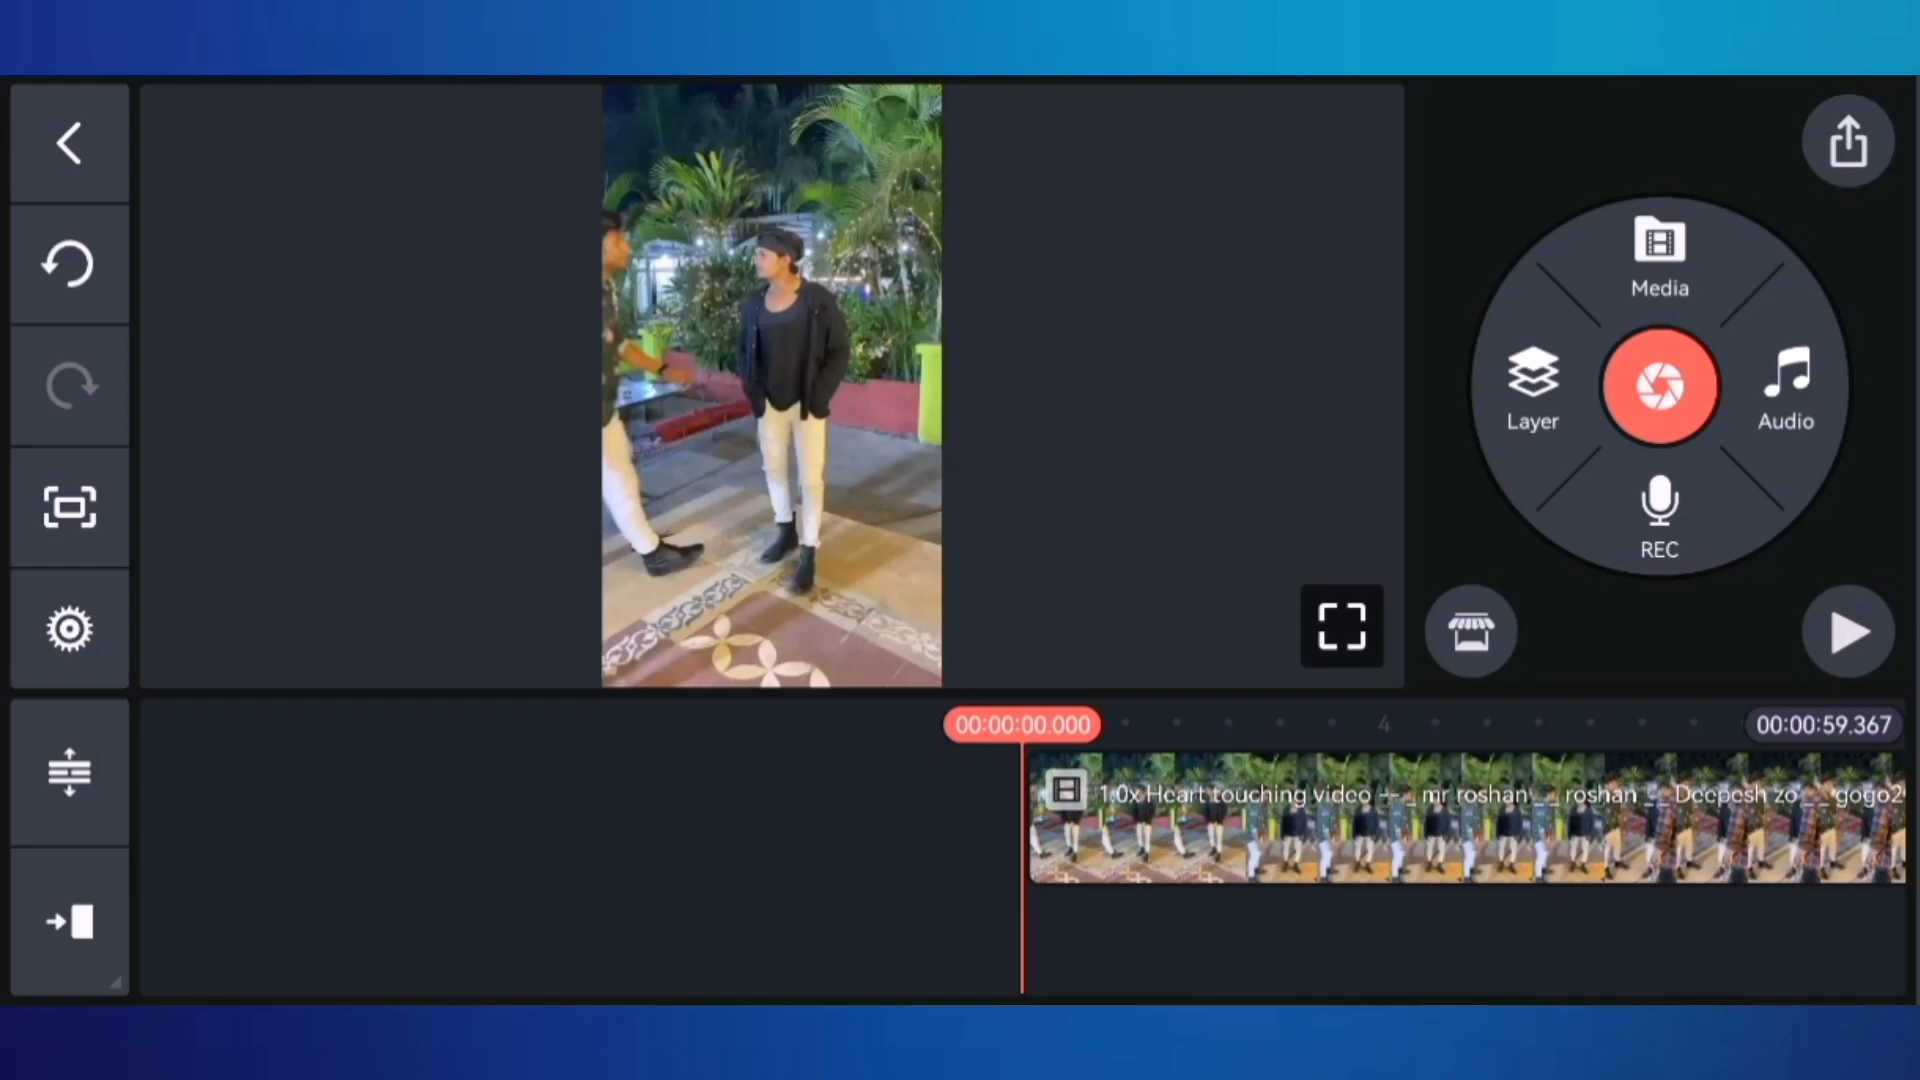 Media
Layer
Audio
REC
00:00:00.000
4
00:00:59.367
1.0x Heart touching video -- _ mr roshan _ _ roshan _ _ Deepesh zo _ _ gogo2